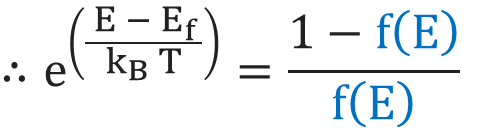 ∴ e^((E − E_f)/(k_B T)) = (1 − f(E))/(f(E))